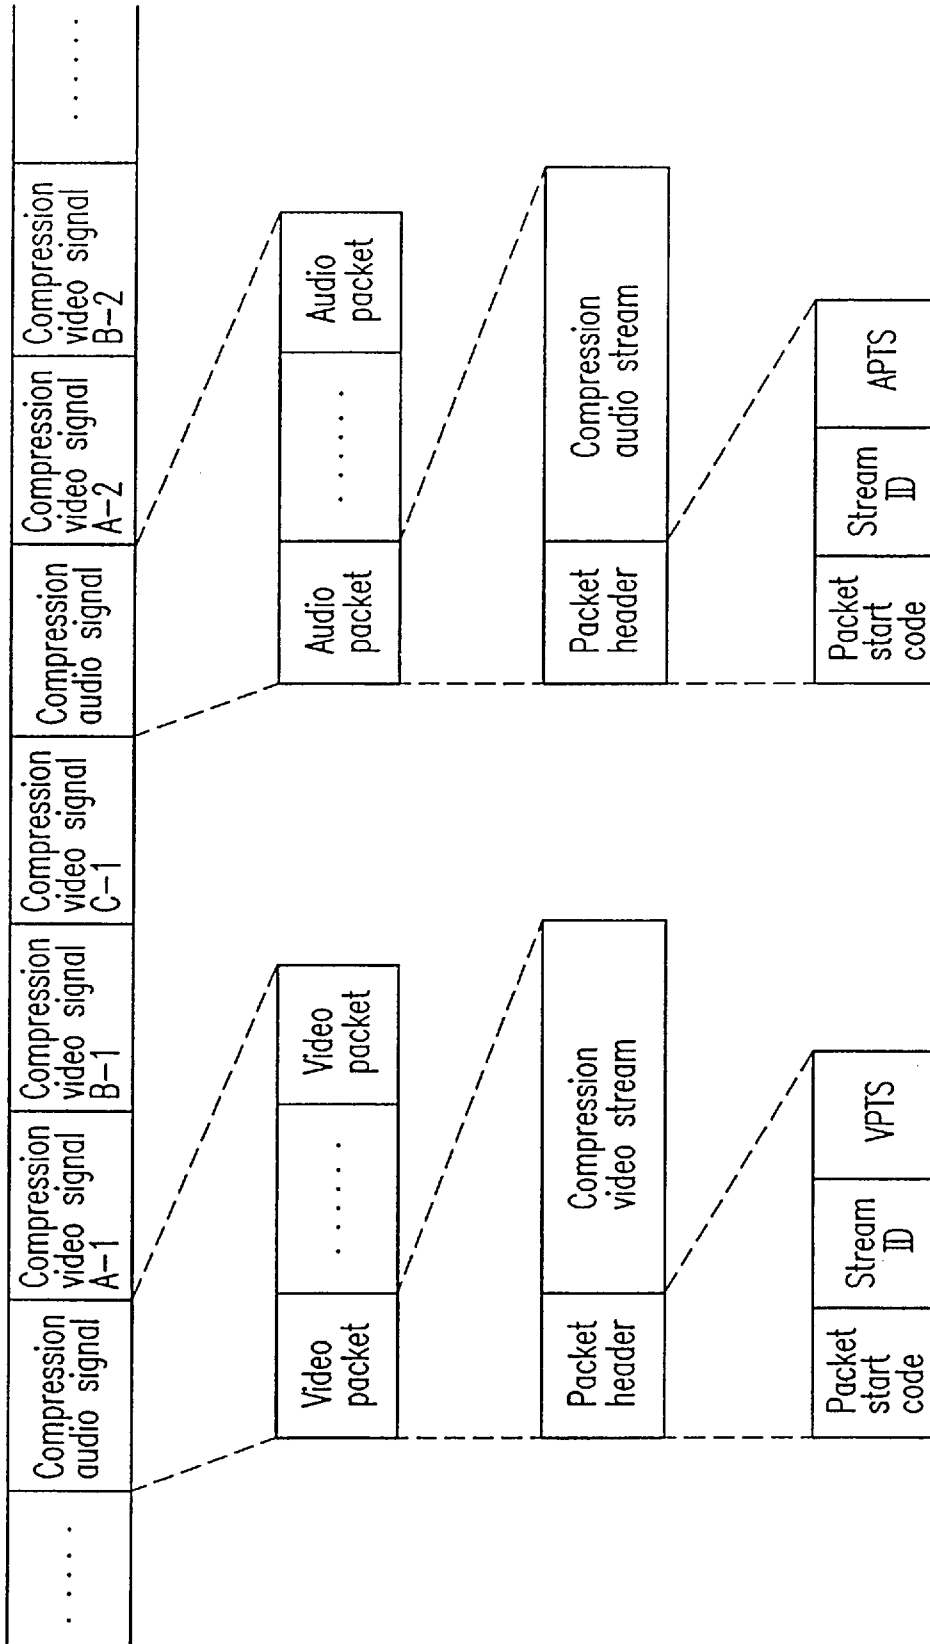 . . . . .
Compression
audio signal
Compression
video signal
A-1
Compression
video signal
B-1
Compression
video signal
C-1
Compression
audio signal
Compression
video signal
A-2
Compression
video signal
B-2
. . . . . .
Video
packet
. . . . . .
Video
packet
Audio
packet
. . . . . .
Audio
packet
Packet
header
Compression
video stream
Packet
header
Compression
audio stream
Packet
start
code
Stream
ID
VPTS
Packet
start
code
Stream
ID
APTS